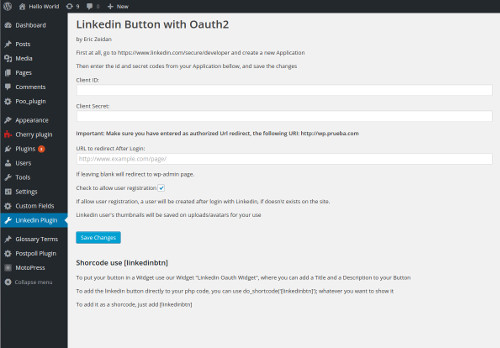 Hello World
9
0
New
Dashboard
Posts
Media
Pages
Comments
Poo_plugin
Appearance
Cherry plugin
Plugins
Users
Tools
Settings
Custom Fields
Linkedin Plugin
Glossary Terms
Postpoll Plugin
MotoPress
Collapse menu
Linkedin Button with Oauth2
by Eric Zeidan
First at all, go to https://www.linkedin.com/secure/developer and create a new Application
Then enter the id and secret codes from your Application bellow, and save the changes
Client ID:
Client Secret:
Important: Make sure you have entered as authorized Url redirect, the following URI: http://wp.prueba.com
URL to redirect After Login:
http://www.example.com/page/
If leaving blank will redirect to wp-admin page.
Check to allow user registration:
If allow user registration, a user will be created after login with Linkedin, if doesn't exists on the site.
Linkedin user's thumbnails will be saved on uploads/avatars for your use
Save Changes
Shorcode use [linkedinbtn]
To put your button in a Widget use our Widget "Linkedin Oauth Widget", where you can add a Title and a Description to your Button
To add the linkedin button directly to your php code, you can use do_shortcode('[linkedinbtn]'); whatever you want to show it
To add it as a shorcode, just add [linkedinbtn]